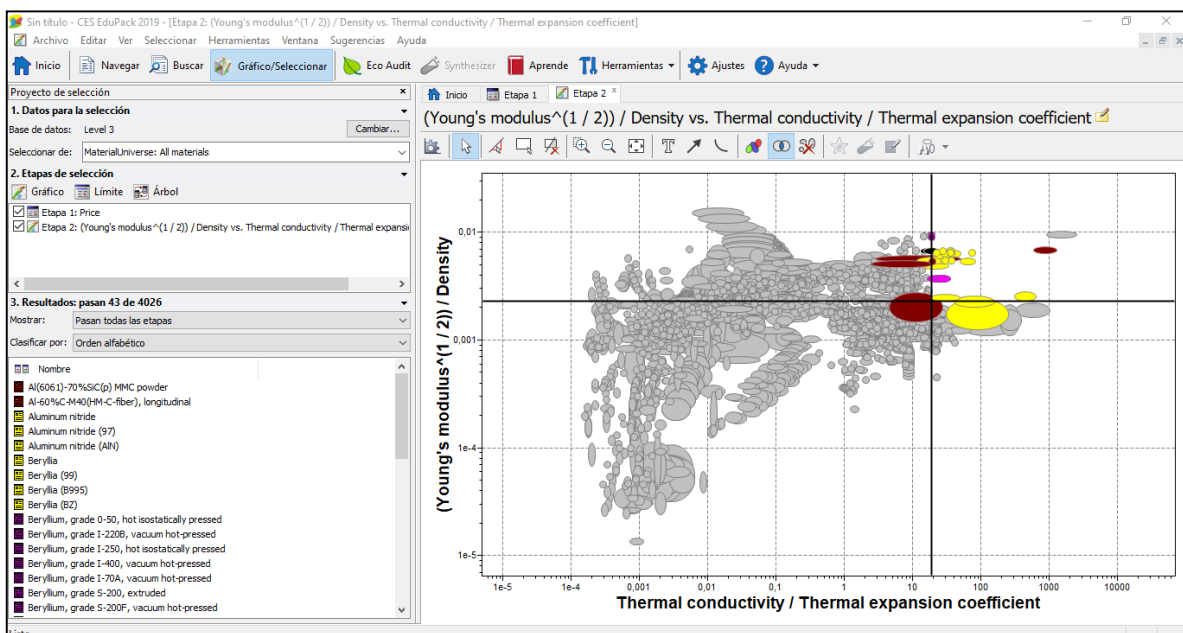 Sin título - CES EduPack 2019 - [Etapa 2: (Young's modulus^(1 / 2)) / Density vs. Thermal conductivity / Thermal expansion coefficient]
Archivo Editar Ver Seleccionar Herramientas Ventana Sugerencias Ayuda
Inicio Navegar Buscar Gráfico/Seleccionar Eco Audit Synthesizer Aprende Herramientas Ajustes Ayuda
Proyecto de selección
1. Datos para la selección
Base de datos: Level 3 Cambiar...
Seleccionar de: MaterialUniverse: All materials
2. Etapas de selección
Gráfico Límite Árbol
Etapa 1: Price
Etapa 2: (Young's modulus^(1 / 2)) / Density vs. Thermal conductivity / Thermal expansi
3. Resultados: pasan 43 de 4026
Mostrar: Pasan todas las etapas
Clasificar por: Orden alfabético
Nombre
Al(6061)-70%SiC(p) MMC powder
Al-60%C-M40(HM-C-fiber), longitudinal
Aluminum nitride
Aluminum nitride (97)
Aluminum nitride (AlN)
Beryllia
Beryllia (99)
Beryllia (B995)
Beryllia (BZ)
Beryllium, grade 0-50, hot isostatically pressed
Beryllium, grade I-220B, vacuum hot-pressed
Beryllium, grade I-250, hot isostatically pressed
Beryllium, grade I-400, vacuum hot-pressed
Beryllium, grade I-70A, vacuum hot-pressed
Beryllium, grade S-200, extruded
Beryllium, grade S-200F, vacuum hot-pressed
Inicio Etapa 1 Etapa 2
(Young's modulus^(1 / 2)) / Density vs. Thermal conductivity / Thermal expansion coefficient
(Young's modulus^(1 / 2)) / Density
0,01
0,001
1e-4
1e-5
1e-5 1e-4 0,001 0,01 0,1 1 10 100 1000 10000
Thermal conductivity / Thermal expansion coefficient